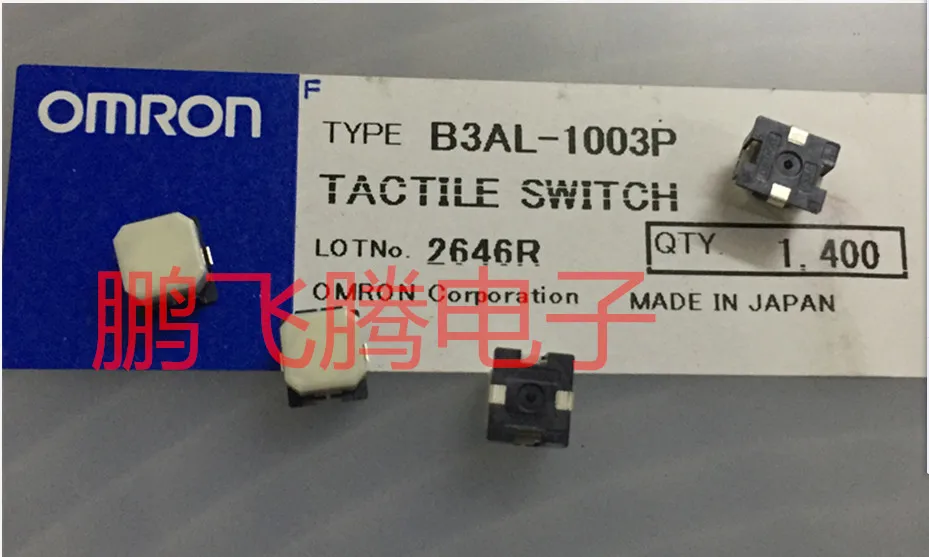 OMRON
F
TYPE B3AL-1003P
TACTILE SWITCH
LOTNo. 2646R
QTY. 1,400
OMRON Corporation MADE IN JAPAN
鹏飞腾电子